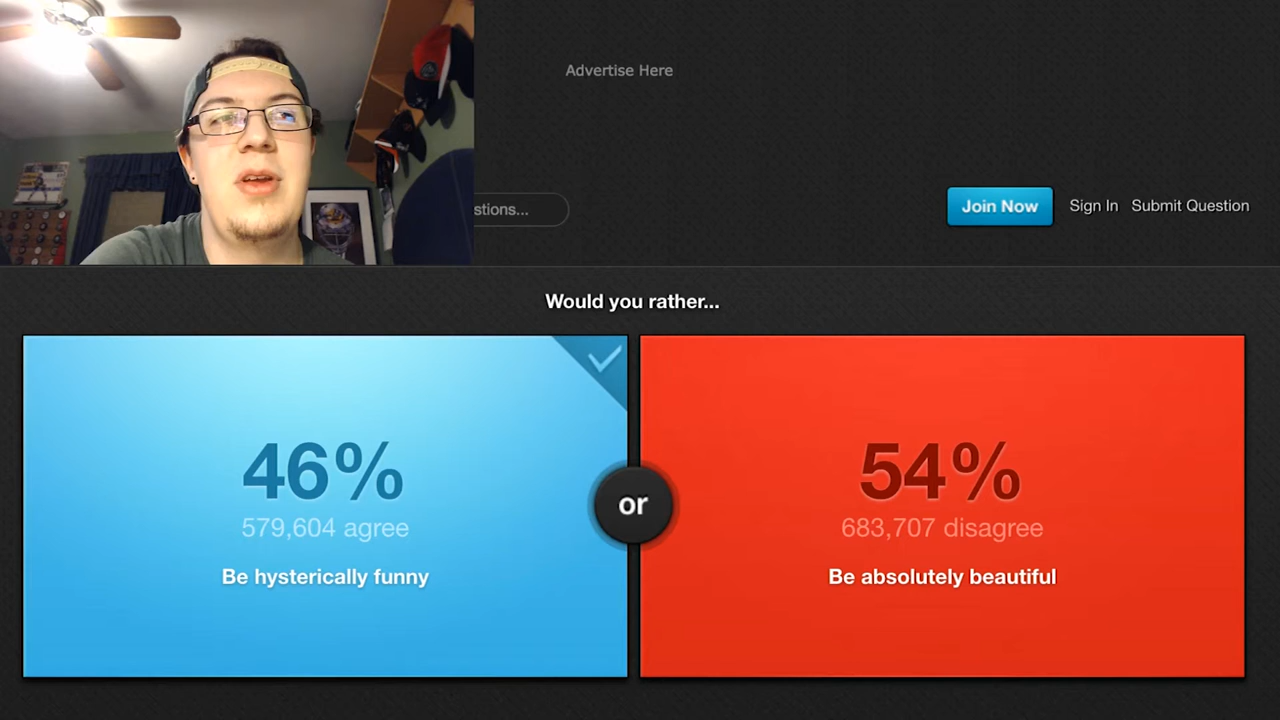 Advertise Here
stions...
Join Now
Sign In
Submit Question
Would you rather...
46%
579,604 agree
Be hysterically funny
or
54%
683,707 disagree
Be absolutely beautiful